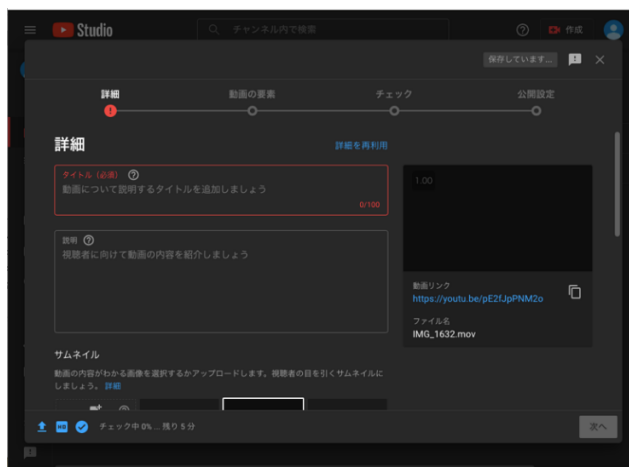 Studio
チャンネル内で検索
作成
保存しています...
詳細
動画の要素
チェック
公開設定
詳細
詳細を再利用
タイトル（必須）
動画について説明するタイトルを追加しましょう
0/100
1.00
説明
視聴者に向けて動画の内容を紹介しましょう
動画リンク
https://youtu.be/pE2fJpPNM2o
ファイル名
IMG_1632.mov
サムネイル
動画の内容がわかる画像を選択するかアップロードします。視聴者の目を引くサムネイルに
しましょう。 詳細
HD
チェック中 0% ... 残り 5 分
次へ